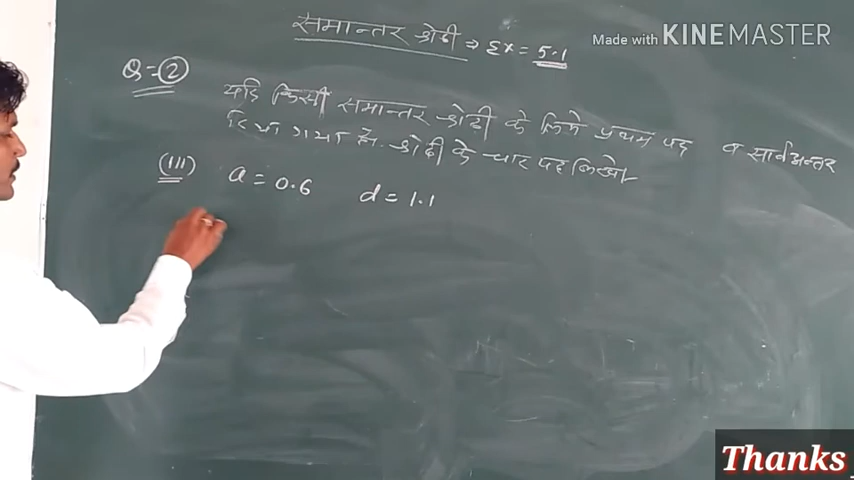 समान्तर श्रेढी ⇒ Ex = 5.1
Made with KINEMASTER
Q=②
यदि किसी समान्तर श्रेढी के लिये प्रथम पद व सार्वअन्तर
दिया गया है. श्रेढी के चार पद लिखो।
(iii) a = 0.6 d = 1.1
Thanks